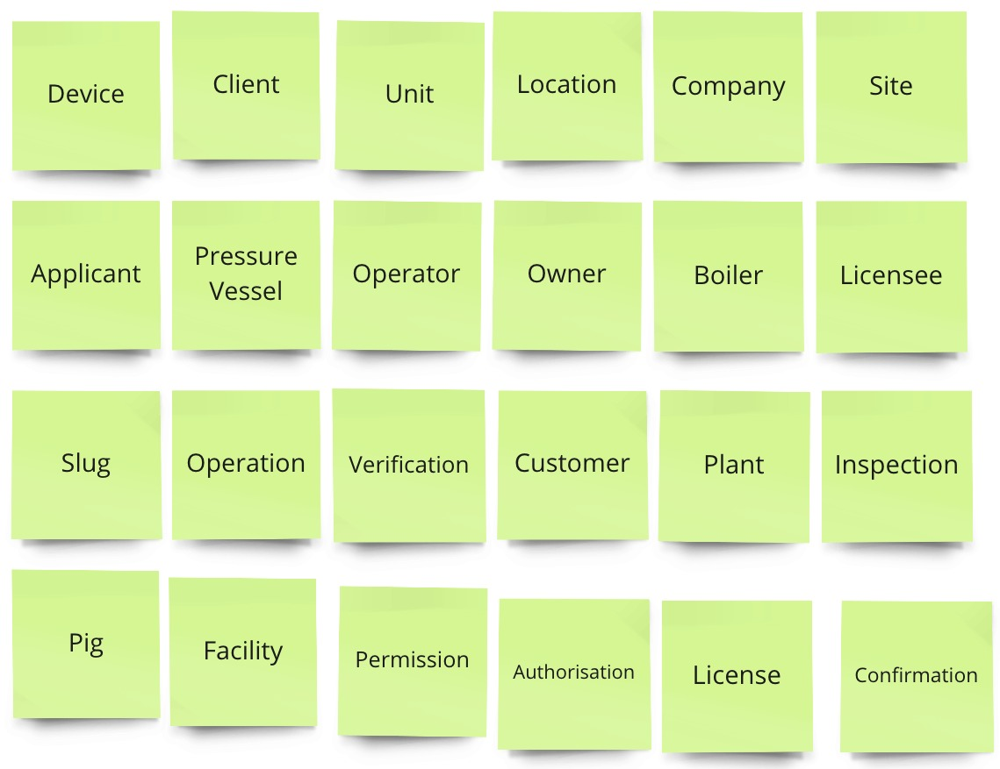 Device
Client
Unit
Location
Company
Site
Applicant
Pressure
Vessel
Operator
Owner
Boiler
Licensee
Slug
Operation
Verification
Customer
Plant
Inspection
Pig
Facility
Permission
Authorisation
License
Confirmation